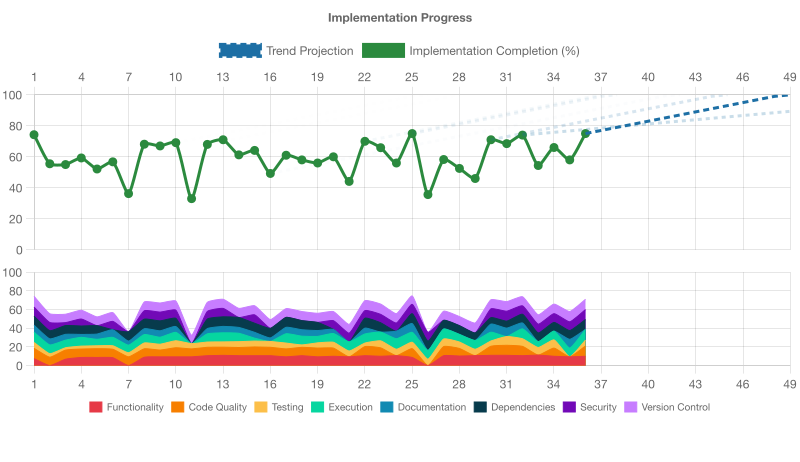 Implementation Progress
Trend Projection Implementation Completion (%)
1 4 7 10 13 16 19 22 25 28 31 34 37 40 43 46 49
100
80
60
40
20
0
100
80
60
40
20
0
1 4 7 10 13 16 19 22 25 28 31 34 37 40 43 46 49
Functionality Code Quality Testing Execution Documentation Dependencies Security Version Control